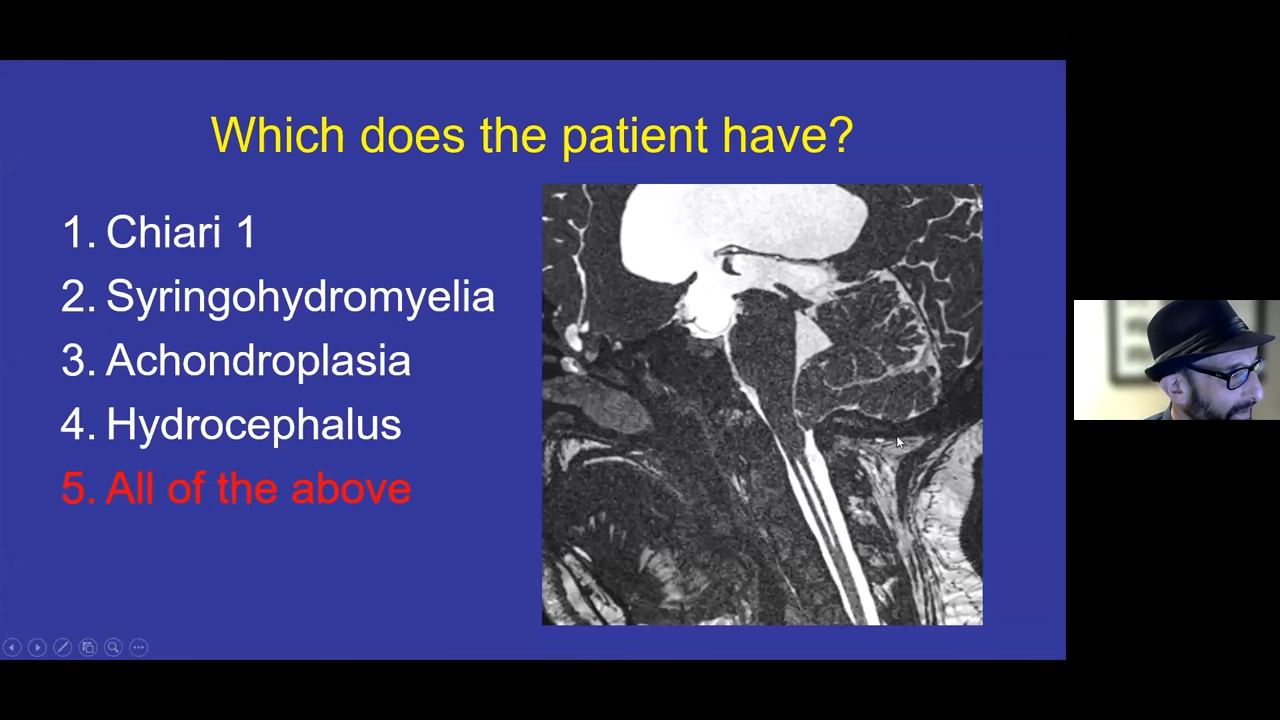 Which does the patient have?
1. Chiari 1
2. Syringohydromyelia
3. Achondroplasia
4. Hydrocephalus
5. All of the above